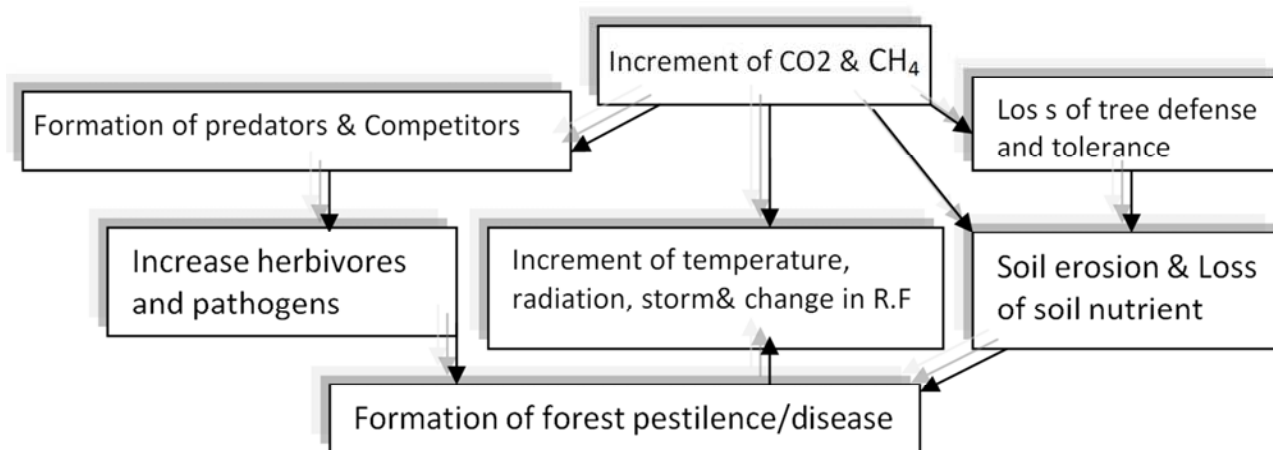 Increment of CO2 & CH₄
Formation of predators & Competitors
Los s of tree defense
and tolerance
Increase herbivores
and pathogens
Increment of temperature,
radiation, storm& change in R.F
Soil erosion & Loss
of soil nutrient
Formation of forest pestilence/disease